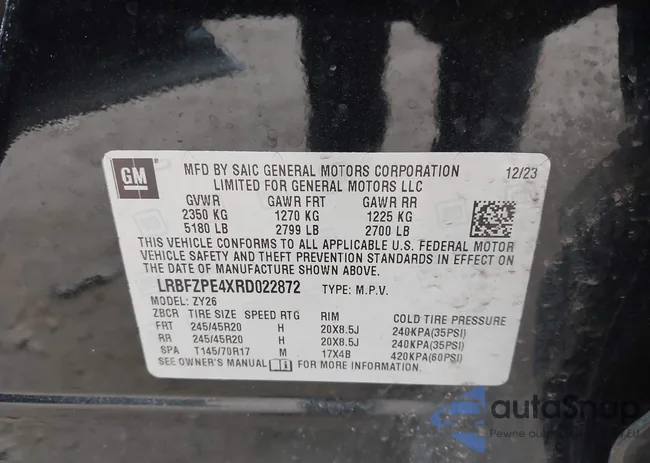 GM
MFD BY SAIC GENERAL MOTORS CORPORATION 12/23
LIMITED FOR GENERAL MOTORS LLC
GVWR GAWR FRT GAWR RR
2350 KG 1270 KG 1225 KG
5180 LB 2799 LB 2700 LB
THIS VEHICLE CONFORMS TO ALL APPLICABLE U.S. FEDERAL MOTOR
VEHICLE SAFETY AND THEFT PREVENTION STANDARDS IN EFFECT ON
THE DATE OF MANUFACTURE SHOWN ABOVE.
LRBFZPE4XRD022872 TYPE: M.P.V.
MODEL: ZY26
ZBCR TIRE SIZE SPEED RTG RIM COLD TIRE PRESSURE
FRT 245/45R20 H 20X8.5J 240KPA(35PSI)
RR 245/45R20 H 20X8.5J 240KPA(35PSI)
SPA T145/70R17 M 17X4B 420KPA(60PSI)
SEE OWNER'S MANUAL FOR MORE INFORMATION.
autoSnap
Pewne auto